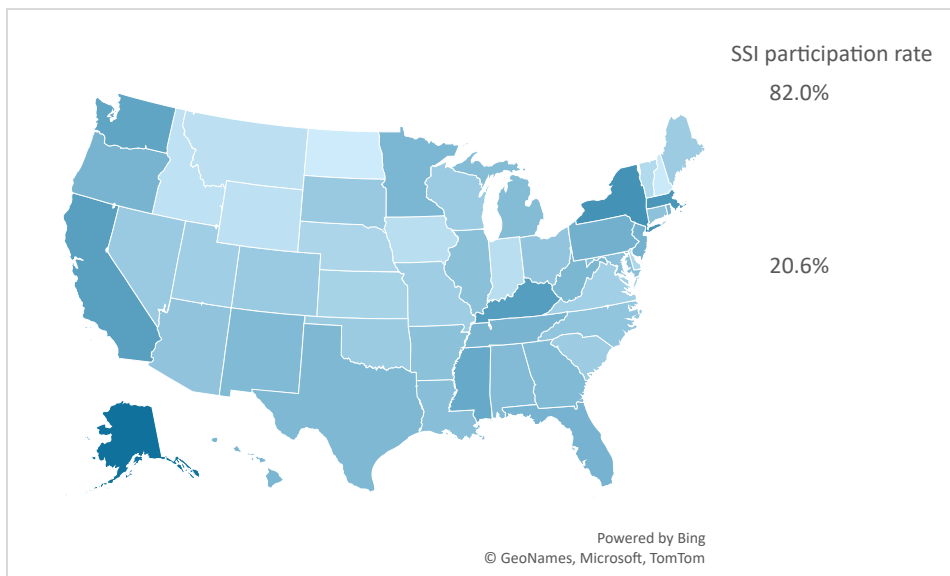 SSI participation rate
82.0%
20.6%
Powered by Bing
© GeoNames, Microsoft, TomTom